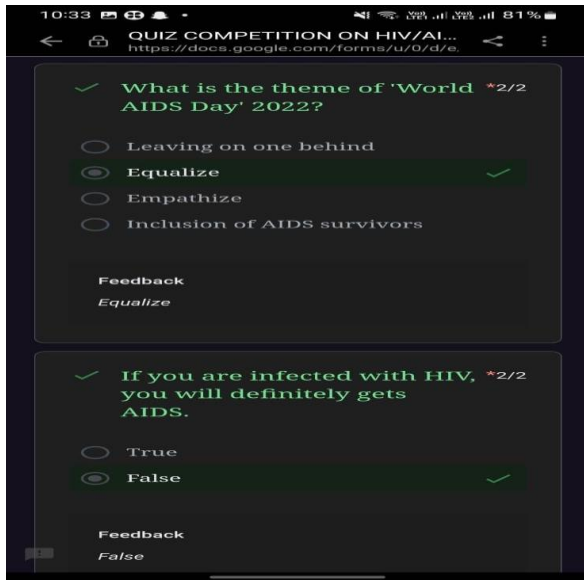 10:33
81%
QUIZ COMPETITION ON HIV/AI...
https://docs.google.com/forms/u/0/d/e,
What is the theme of 'World *2/2
AIDS Day' 2022?
Leaving on one behind
Equalize
Empathize
Inclusion of AIDS survivors
Feedback
Equalize
If you are infected with HIV, *2/2
you will definitely gets
AIDS.
True
False
Feedback
False